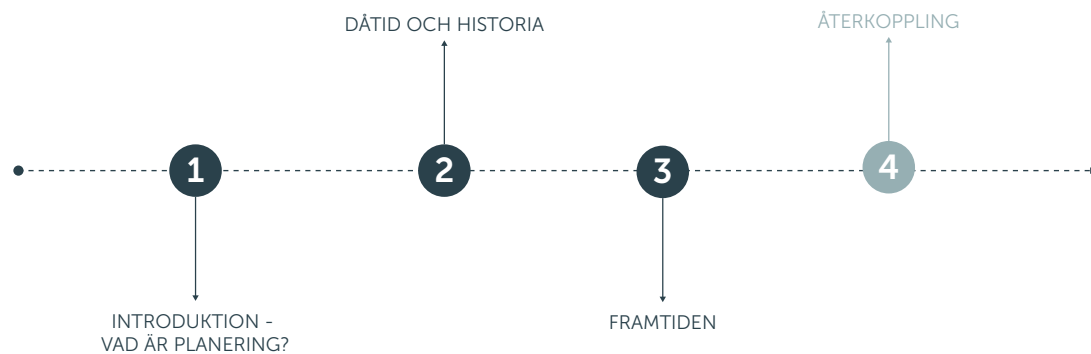 DÅTID OCH HISTORIA
ÅTERKOPPLING
1
2
3
4
INTRODUKTION -
VAD ÄR PLANERING?
FRAMTIDEN